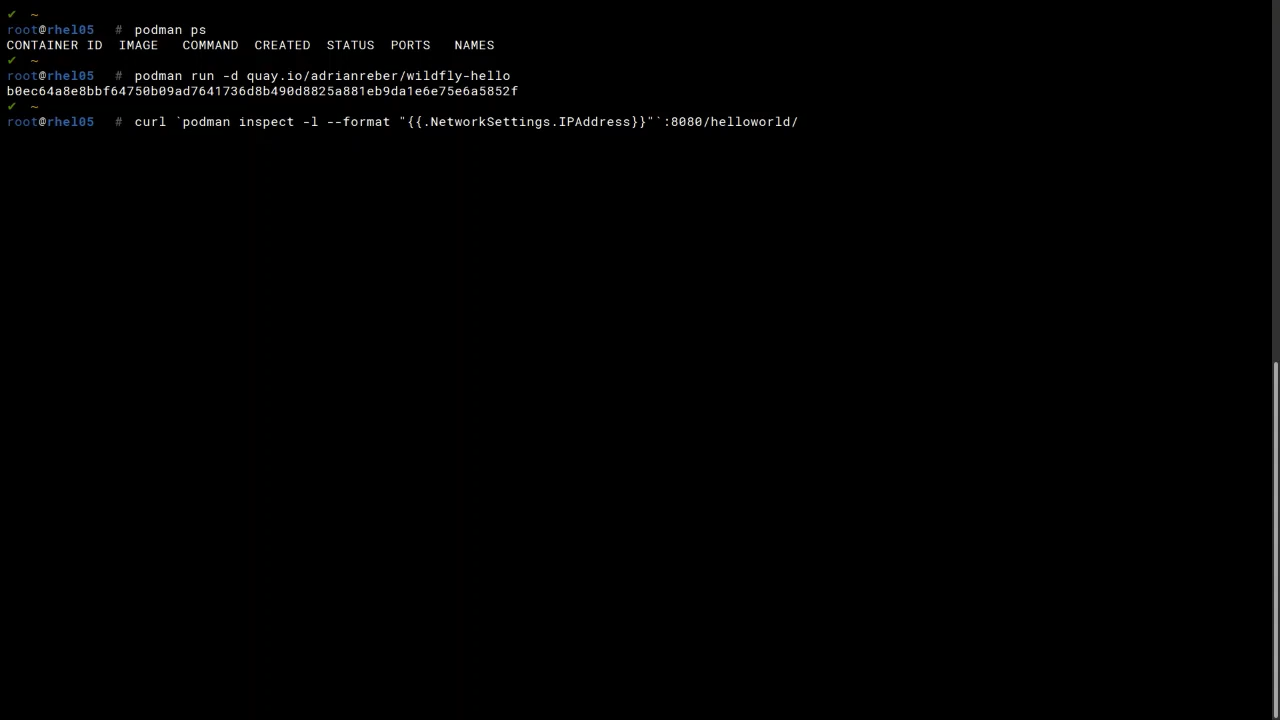 ✔ ~
root@rhel05 # podman ps
CONTAINER ID IMAGE COMMAND CREATED STATUS PORTS NAMES
✔ ~
root@rhel05 # podman run -d quay.io/adrianreber/wildfly-hello
b0ec64a8e8bbf64750b09ad7641736d8b490d8825a881eb9da1e6e75e6a5852f
✔ ~
root@rhel05 # curl `podman inspect -l --format "{{.NetworkSettings.IPAddress}}"`:8080/helloworld/